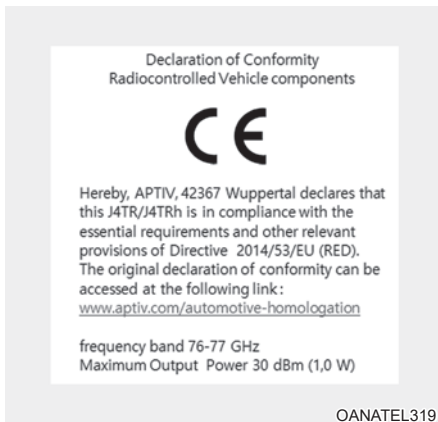 Declaration of Conformity
Radiocontrolled Vehicle components
CE
Hereby, APTIV, 42367 Wuppertal declares that
this J4TR/J4TRh is in compliance with the
essential requirements and other relevant
provisions of Directive 2014/53/EU (RED).
The original declaration of conformity can be
accessed at the following link:
www.aptiv.com/automotive-homologation
frequency band 76-77 GHz
Maximum Output Power 30 dBm (1,0 W)
OANATEL319